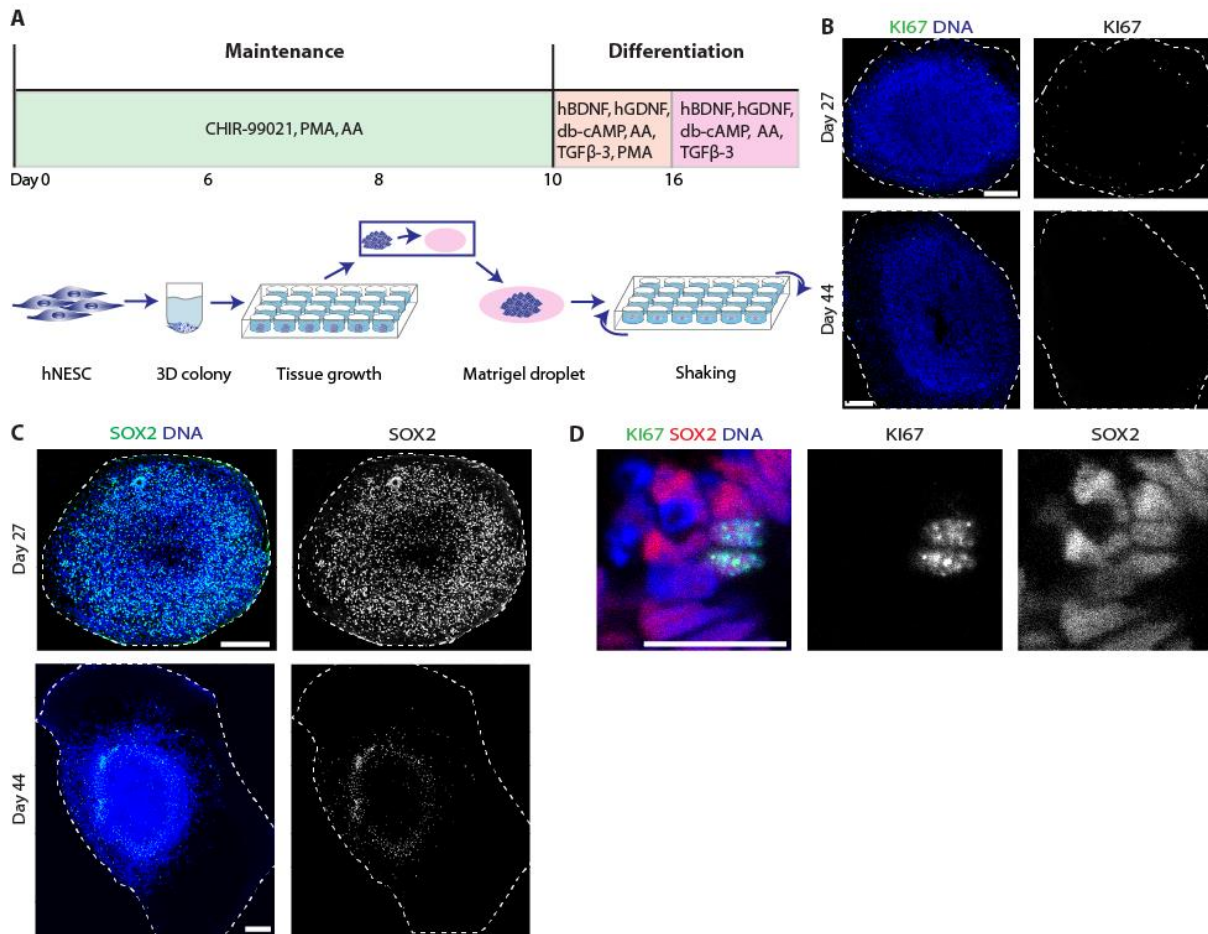 A
Maintenance
Differentiation
CHIR-99021, PMA, AA
hBDNF, hGDNF,
db-cAMP, AA,
TGFβ-3, PMA
hBDNF, hGDNF,
db-cAMP, AA,
TGFβ-3
Day 0 6 8 10 16
hNESC
3D colony
Tissue growth
Matrigel droplet
Shaking
B
KI67 DNA
KI67
Day 27
Day 44
C
SOX2 DNA
SOX2
Day 27
Day 44
D
KI67 SOX2 DNA
KI67
SOX2